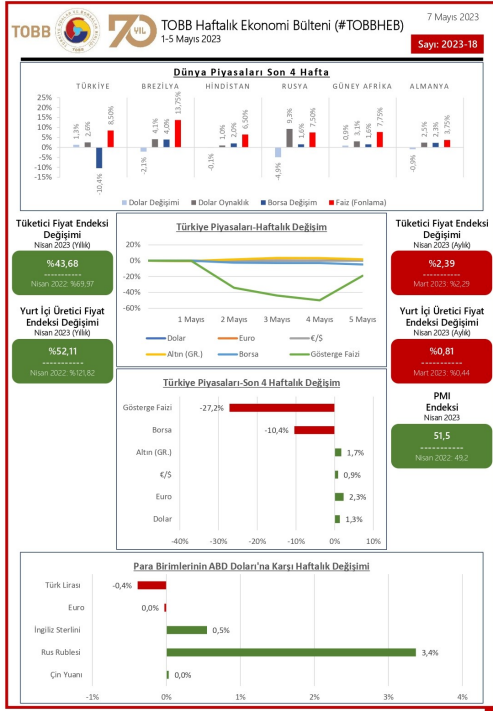 TOBB
70 YIL
TOBB Haftalık Ekonomi Bülteni (#TOBBHEB)
1-5 Mayıs 2023
7 Mayıs 2023
Sayı: 2023-18
Dünya Piyasaları Son 4 Hafta
TÜRKİYE BREZİLYA HİNDİSTAN RUSYA GÜNEY AFRİKA ALMANYA
25%
20%
15%
10%
5%
0%
-5%
-10%
-15%
1,3% 2,6% -10,4% 8,50%
-2,1% 4,1% 4,0% 13,75%
-0,1% 1,0% 2,0% 6,50%
-4,9% 9,3% 1,6% 7,50%
0,9% 3,1% 1,6% 7,75%
-0,9% 2,5% 2,3% 3,75%
Dolar Değişimi Dolar Oynaklık Borsa Değişim Faiz (Fonlama)
Tüketici Fiyat Endeksi
Değişimi
Nisan 2023 (Yıllık)
%43,68
-----------
Nisan 2022: %69,97
Yurt İçi Üretici Fiyat
Endeksi Değişimi
Nisan 2023 (Yıllık)
%52,11
-----------
Nisan 2022: %121,82
Türkiye Piyasaları-Haftalık Değişim
20%
0%
-20%
-40%
-60%
1 Mayıs 2 Mayıs 3 Mayıs 4 Mayıs 5 Mayıs
Dolar Euro €/$
Altın (GR.) Borsa Gösterge Faizi
Tüketici Fiyat Endeksi
Değişimi
Nisan 2023 (Aylık)
%2,39
-----------
Mart 2023: %2,29
Yurt İçi Üretici Fiyat
Endeksi Değişimi
Nisan 2023 (Aylık)
%0,81
-----------
Mart 2023: %0,44
PMI
Endeksi
Nisan 2023
51,5
-----------
Nisan 2022: 49,2
Türkiye Piyasaları-Son 4 Haftalık Değişim
Gösterge Faizi -27,2%
Borsa -10,4%
Altın (GR.) 1,7%
€/$ 0,9%
Euro 2,3%
Dolar 1,3%
-40% -30% -20% -10% 0% 10%
Para Birimlerinin ABD Doları'na Karşı Haftalık Değişimi
Türk Lirası -0,4%
Euro 0,0%
İngiliz Sterlini 0,5%
Rus Rublesi 3,4%
Çin Yuanı 0,0%
-1% 0% 1% 2% 3% 4%